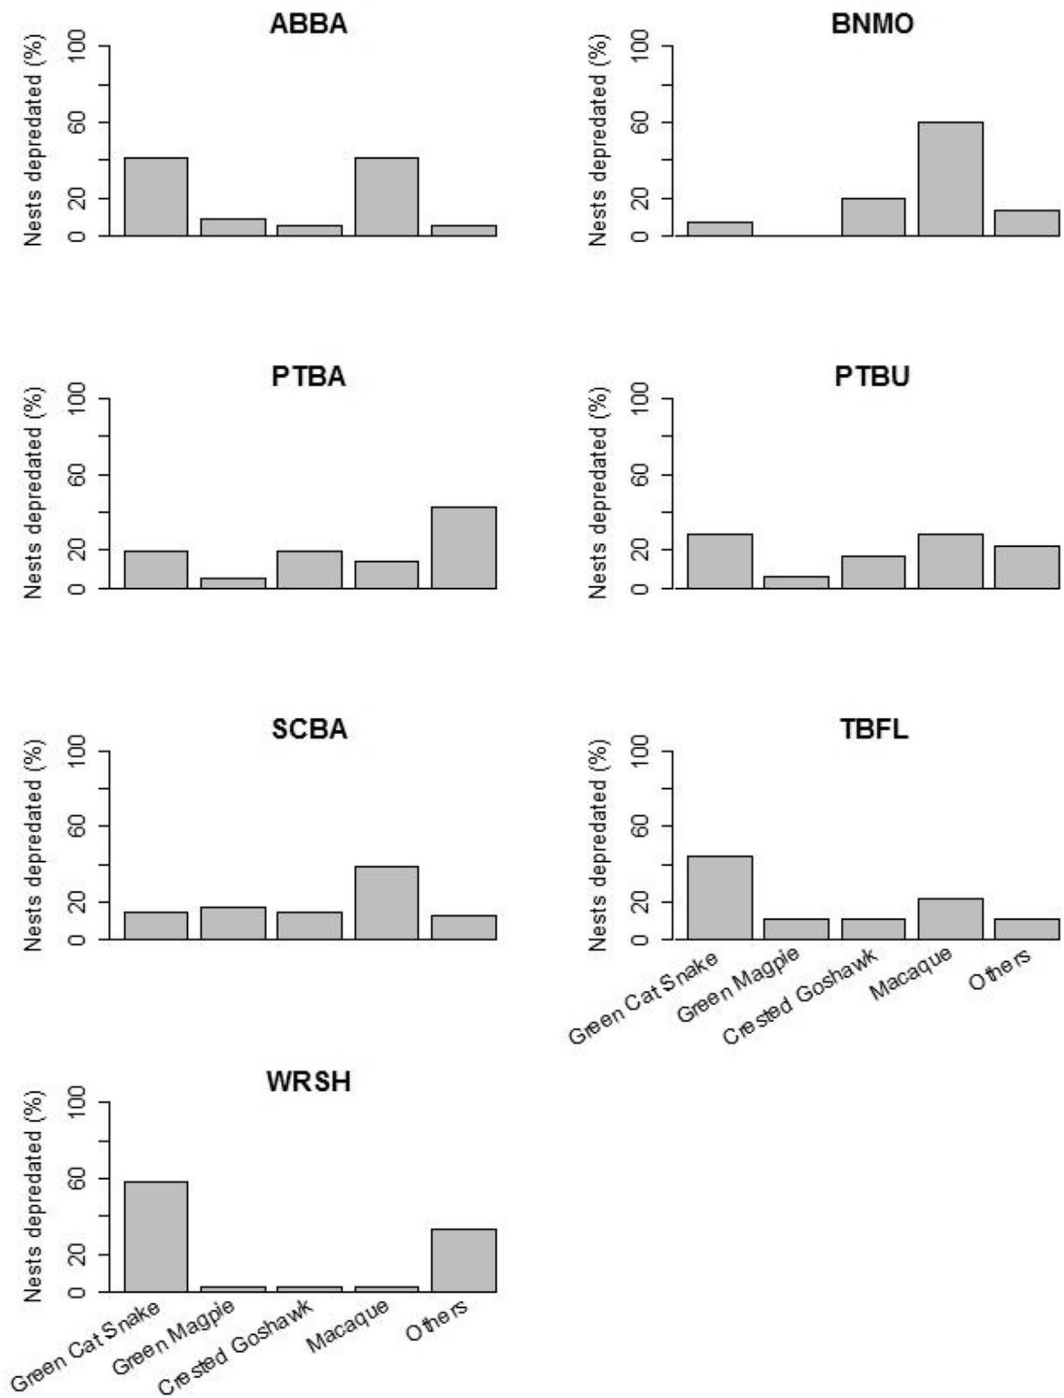 ABBA
Nests depredated (%)
100
60
20
0
BNMO
Nests depredated (%)
100
60
20
0
PTBA
Nests depredated (%)
100
60
20
0
PTBU
Nests depredated (%)
100
60
20
0
SCBA
Nests depredated (%)
100
60
20
0
TBFL
Nests depredated (%)
100
60
20
0
Green Cat Snake
Green Magpie
Crested Goshawk
Macaque
Others
WRSH
Nests depredated (%)
100
60
20
0
Green Cat Snake
Green Magpie
Crested Goshawk
Macaque
Others